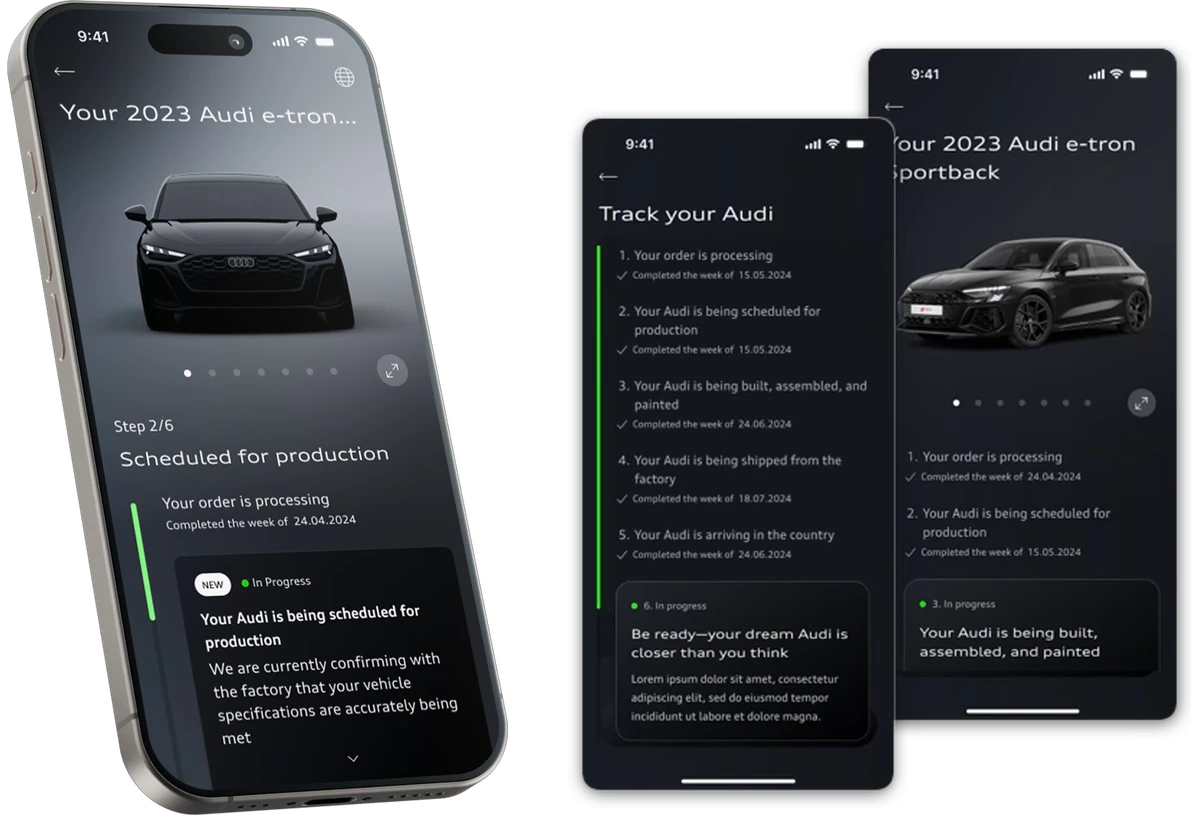 9:41
Your 2023 Audi e-tron...
Step 2/6
Scheduled for production
Your order is processing
Completed the week of 24.04.2024
NEW In Progress
Your Audi is being scheduled for
production
We are currently confirming with
the factory that your vehicle
specifications are accurately being
met
9:41
Track your Audi
1. Your order is processing
Completed the week of 15.05.2024
2. Your Audi is being scheduled for
production
Completed the week of 15.05.2024
3. Your Audi is being built, assembled, and
painted
Completed the week of 24.06.2024
4. Your Audi is being shipped from the
factory
Completed the week of 18.07.2024
5. Your Audi is arriving in the country
Completed the week of 24.06.2024
6. In progress
Be ready—your dream Audi is
closer than you think
Lorem ipsum dolor sit amet, consectetur
adipiscing elit, sed do eiusmod tempor
incididunt ut labore et dolore magna.
9:41
Your 2023 Audi e-tron
Sportback
1. Your order is processing
Completed the week of 24.04.2024
2. Your Audi is being scheduled for
production
Completed the week of 15.05.2024
3. In progress
Your Audi is being built,
assembled, and painted